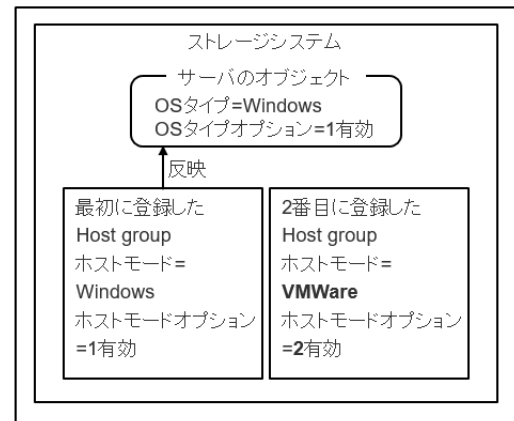 ストレージシステム
サーバのオブジェクト
OSタイプ=Windows
OSタイプオプション=1有効
反映
最初に登録した
Host group
ホストモード=
Windows
ホストモードオプション
=1有効
2番目に登録した
Host group
ホストモード=
VMWare
ホストモードオプション
=2有効